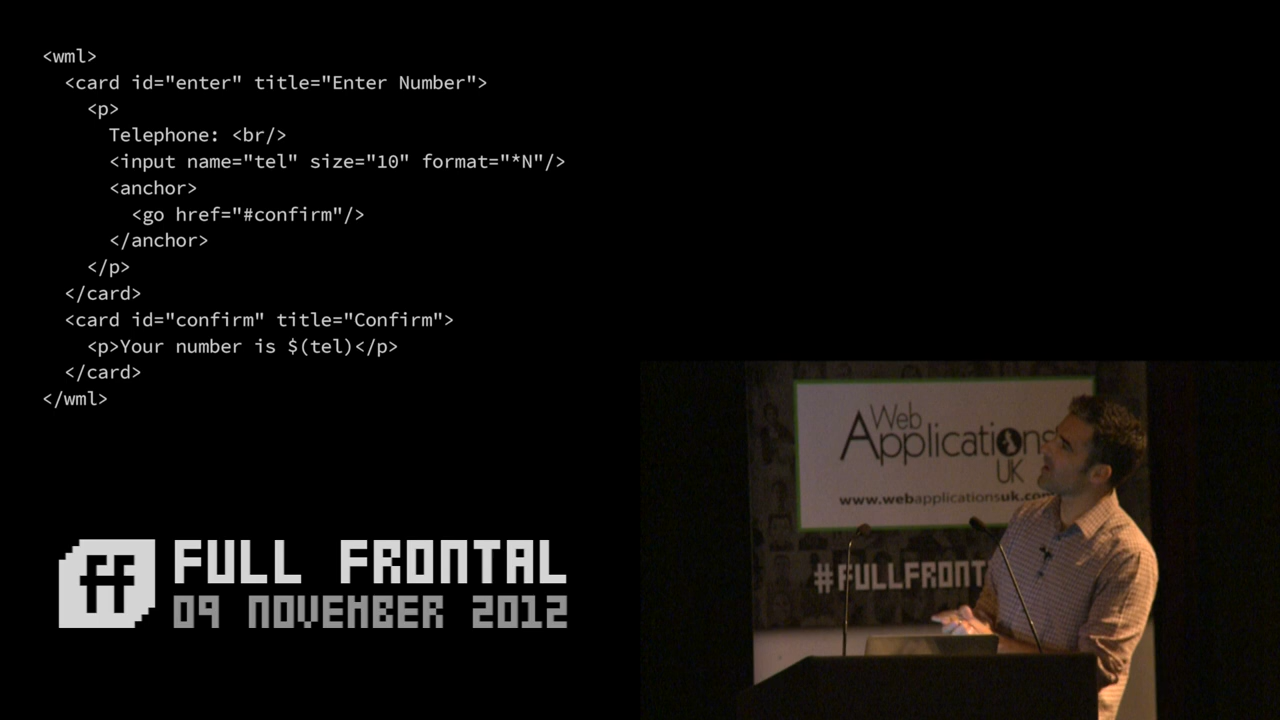 <wml>
  <card id="enter" title="Enter Number">
    <p>
      Telephone: <br/>
      <input name="tel" size="10" format="*N"/>
      <anchor>
        <go href="#confirm"/>
      </anchor>
    </p>
  </card>
  <card id="confirm" title="Confirm">
    <p>Your number is $(tel)</p>
  </card>
</wml>
Web
Applications
UK
www.webapplicationsuk.com
#FULLFRONT
ff FULL FRONTAL
09 NOVEMBER 2012